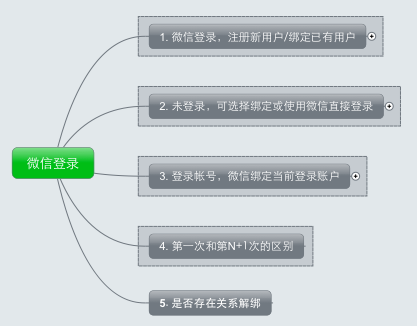 1. 微信登录，注册新用户/绑定已有用户
2. 未登录，可选择绑定或使用微信直接登录
微信登录
3. 登录帐号，微信绑定当前登录账户
4. 第一次和第N+1次的区别
5. 是否存在关系解绑